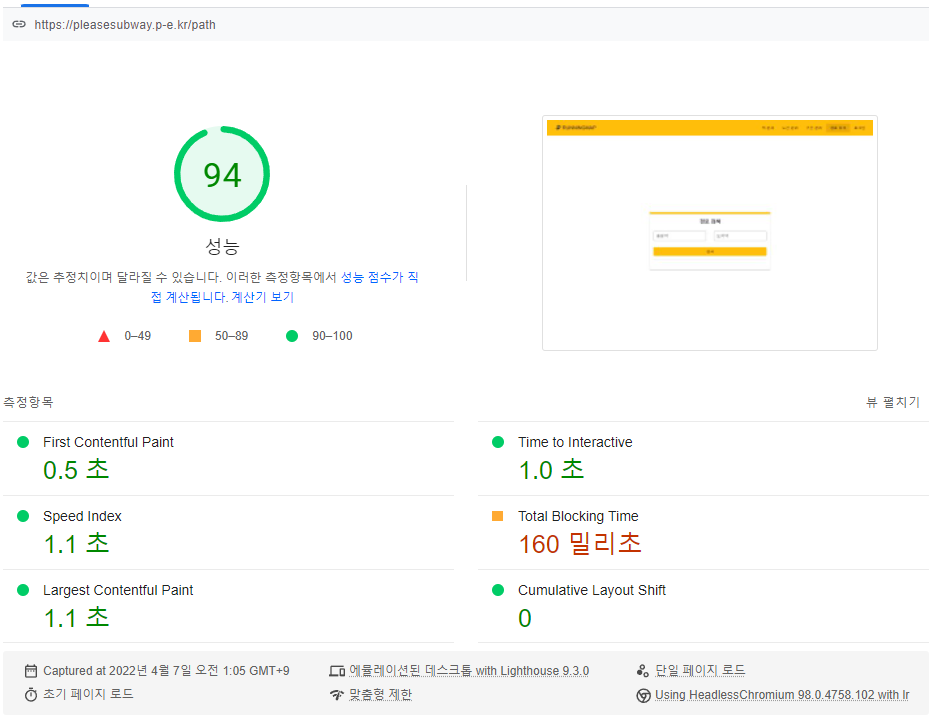 https://pleasesubway.p-e.kr/path
94
성능
값은 추정치이며 달라질 수 있습니다. 이러한 측정항목에서 성능 점수가 직
접 계산됩니다. 계산기 보기
0–49
50–89
90–100
측정항목
뷰 펼치기
First Contentful Paint
0.5 초
Time to Interactive
1.0 초
Speed Index
1.1 초
Total Blocking Time
160 밀리초
Largest Contentful Paint
1.1 초
Cumulative Layout Shift
0
Captured at 2022년 4월 7일 오전 1:05 GMT+9
에뮬레이션된 데스크톱 with Lighthouse 9.3.0
단일 페이지 로드
초기 페이지 로드
맞춤형 제한
Using HeadlessChromium 98.0.4758.102 with lr